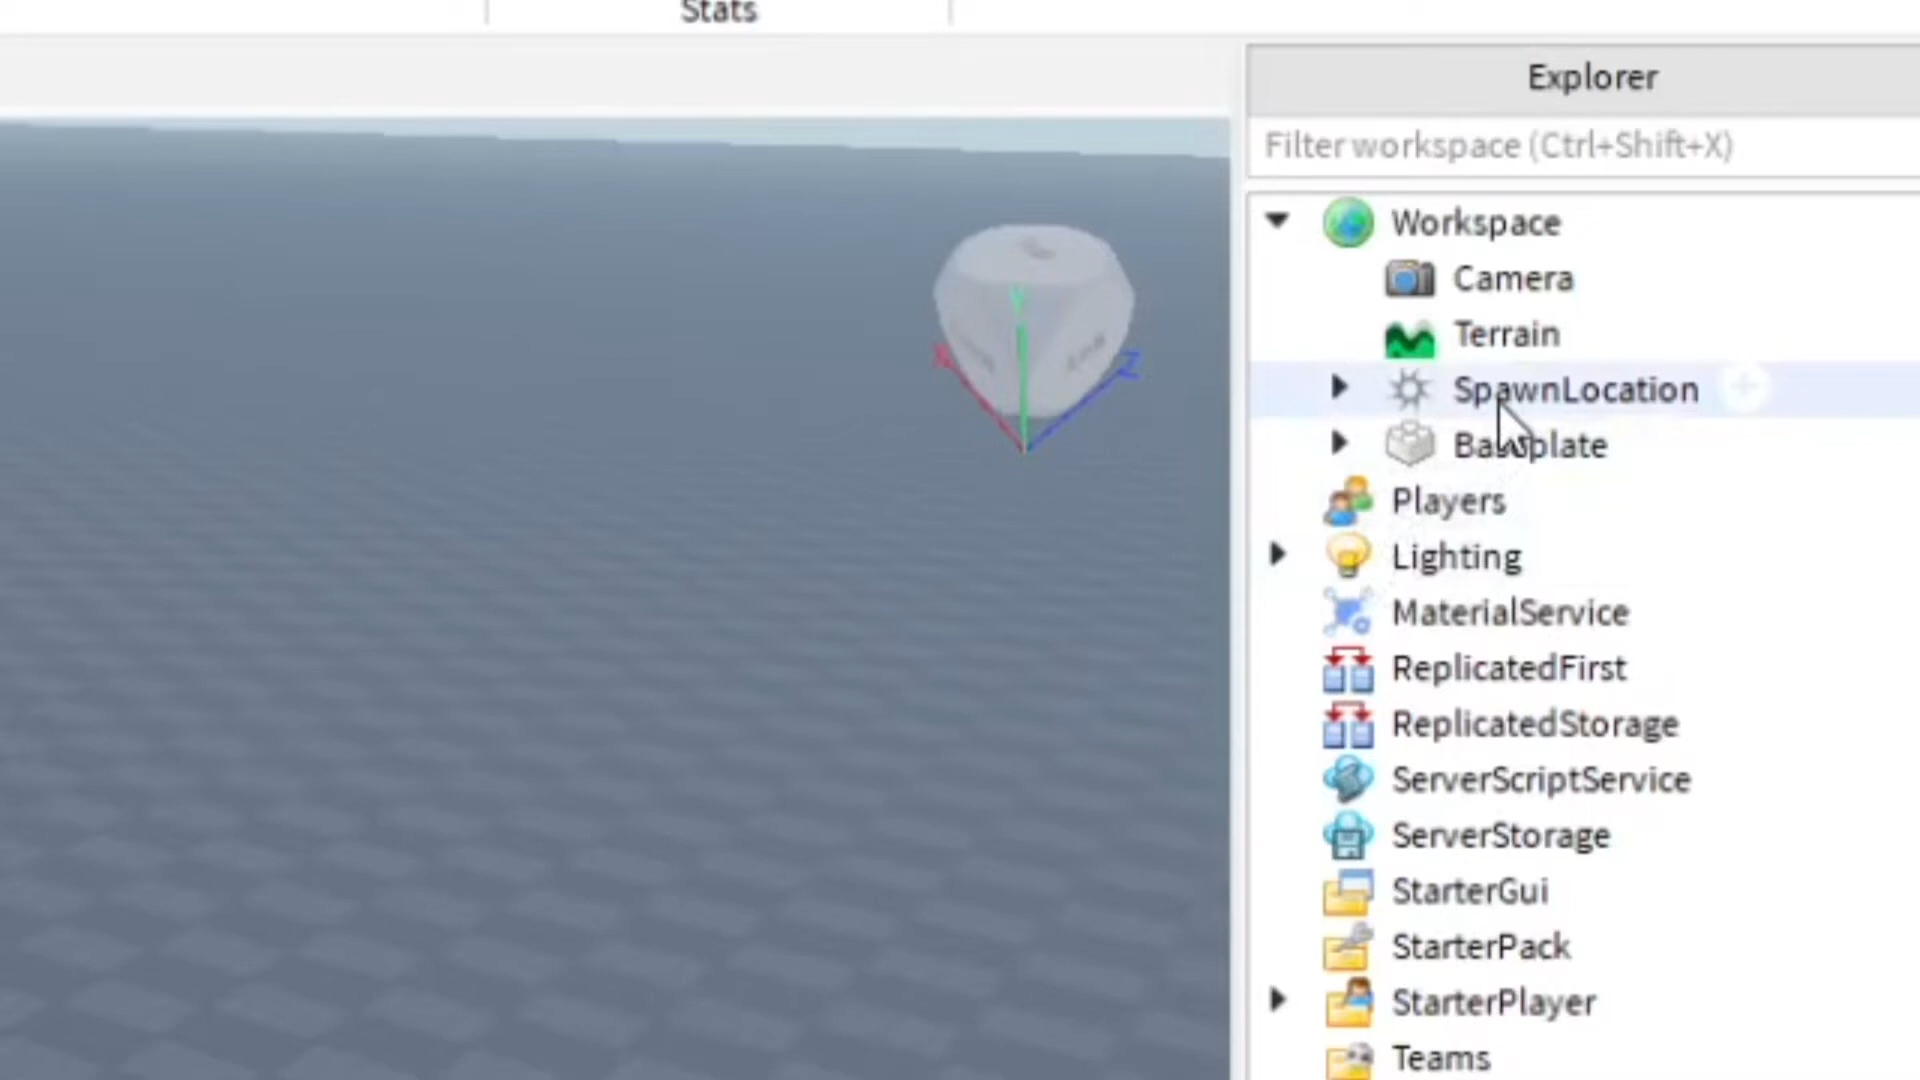 Stats
Explorer
Filter workspace (Ctrl+Shift+X)
Workspace
Camera
Terrain
SpawnLocation
Baseplate
Players
Lighting
MaterialService
ReplicatedFirst
ReplicatedStorage
ServerScriptService
ServerStorage
StarterGui
StarterPack
StarterPlayer
Teams
Y
X
Z